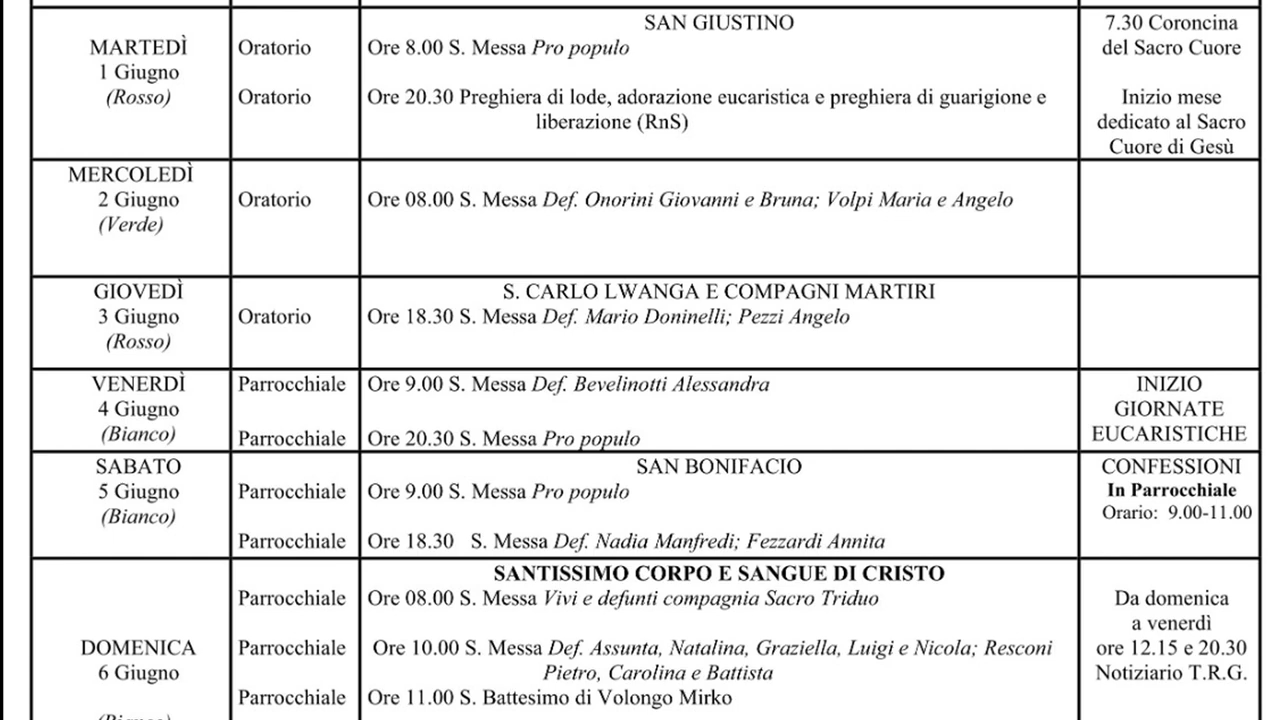 SAN GIUSTINO
MARTEDÌ
1 Giugno
(Rosso)
Oratorio
Ore 8.00 S. Messa Pro populo
Oratorio
Ore 20.30 Preghiera di lode, adorazione eucaristica e preghiera di guarigione e
liberazione (RnS)
7.30 Coroncina
del Sacro Cuore
Inizio mese
dedicato al Sacro
Cuore di Gesù
MERCOLEDÌ
2 Giugno
(Verde)
Oratorio
Ore 08.00 S. Messa Def. Onorini Giovanni e Bruna; Volpi Maria e Angelo
GIOVEDÌ
3 Giugno
(Rosso)
Oratorio
S. CARLO LWANGA E COMPAGNI MARTIRI
Ore 18.30 S. Messa Def. Mario Doninelli; Pezzi Angelo
VENERDÌ
4 Giugno
(Bianco)
Parrocchiale
Ore 9.00 S. Messa Def. Bevelinotti Alessandra
Parrocchiale
Ore 20.30 S. Messa Pro populo
INIZIO
GIORNATE
EUCARISTICHE
SABATO
5 Giugno
(Bianco)
SAN BONIFACIO
Parrocchiale
Ore 9.00 S. Messa Pro populo
Parrocchiale
Ore 18.30 S. Messa Def. Nadia Manfredi; Fezzardi Annita
CONFESSIONI
In Parrocchiale
Orario: 9.00-11.00
DOMENICA
6 Giugno
(Bianco)
SANTISSIMO CORPO E SANGUE DI CRISTO
Parrocchiale
Ore 08.00 S. Messa Vivi e defunti compagnia Sacro Triduo
Parrocchiale
Ore 10.00 S. Messa Def. Assunta, Natalina, Graziella, Luigi e Nicola; Resconi
Pietro, Carolina e Battista
Parrocchiale
Ore 11.00 S. Battesimo di Volongo Mirko
Da domenica
a venerdì
ore 12.15 e 20.30
Notiziario T.R.G.